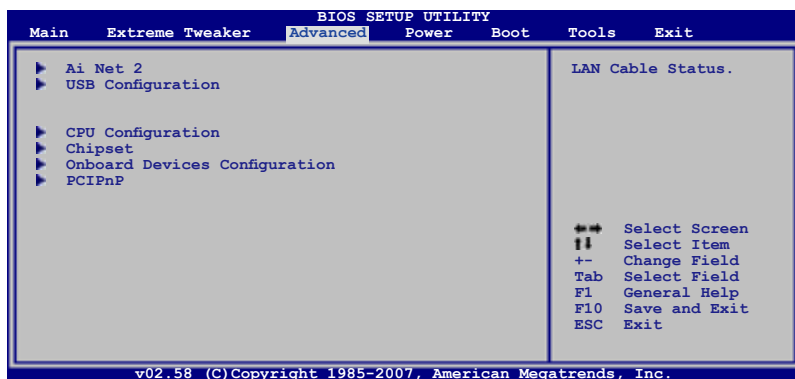 BIOS SETUP UTILITY
Main Extreme Tweaker Advanced Power Boot Tools Exit
Ai Net 2
USB Configuration
CPU Configuration
Chipset
Onboard Devices Configuration
PCIPnP
LAN Cable Status.
Select Screen
Select Item
+- Change Field
Tab Select Field
F1 General Help
F10 Save and Exit
ESC Exit
v02.58 (C)Copyright 1985-2007, American Megatrends, Inc.